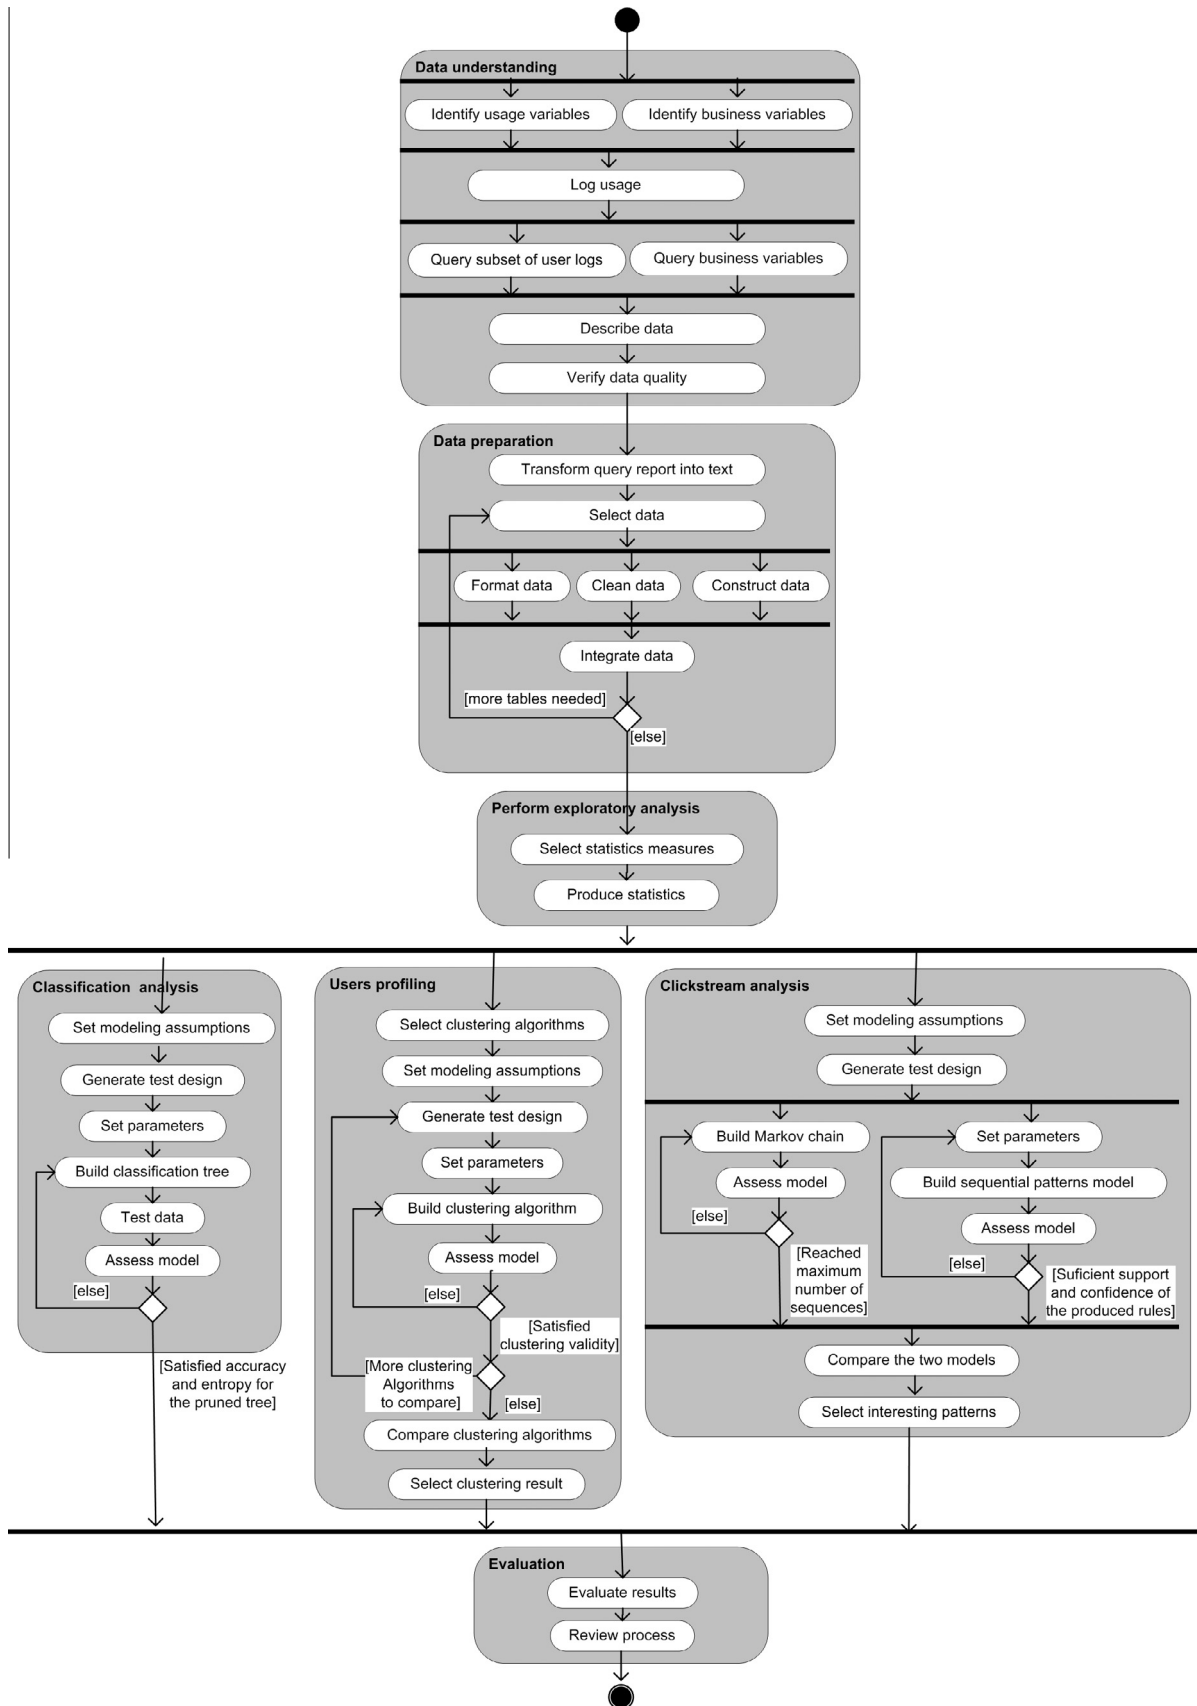 Data understanding
Identify usage variables
Identify business variables
Log usage
Query subset of user logs
Query business variables
Describe data
Verify data quality
Data preparation
Transform query report into text
Select data
Format data
Clean data
Construct data
Integrate data
[more tables needed]
[else]
Perform exploratory analysis
Select statistics measures
Produce statistics
Classification analysis
Set modeling assumptions
Generate test design
Set parameters
Build classification tree
Test data
Assess model
[else]
[Satisfied accuracy
and entropy for
the pruned tree]
Users profiling
Select clustering algorithms
Set modeling assumptions
Generate test design
Set parameters
Build clustering algorithm
Assess model
[else]
[Satisfied
clustering validity]
[More clustering
Algorithms
to compare]
[else]
Compare clustering algorithms
Select clustering result
Clickstream analysis
Set modeling assumptions
Generate test design
Build Markov chain
Assess model
[else]
[Reached
maximum
number of
sequences]
Set parameters
Build sequential patterns model
Assess model
[else]
[Suficient support
and confidence of
the produced rules]
Compare the two models
Select interesting patterns
Evaluation
Evaluate results
Review process